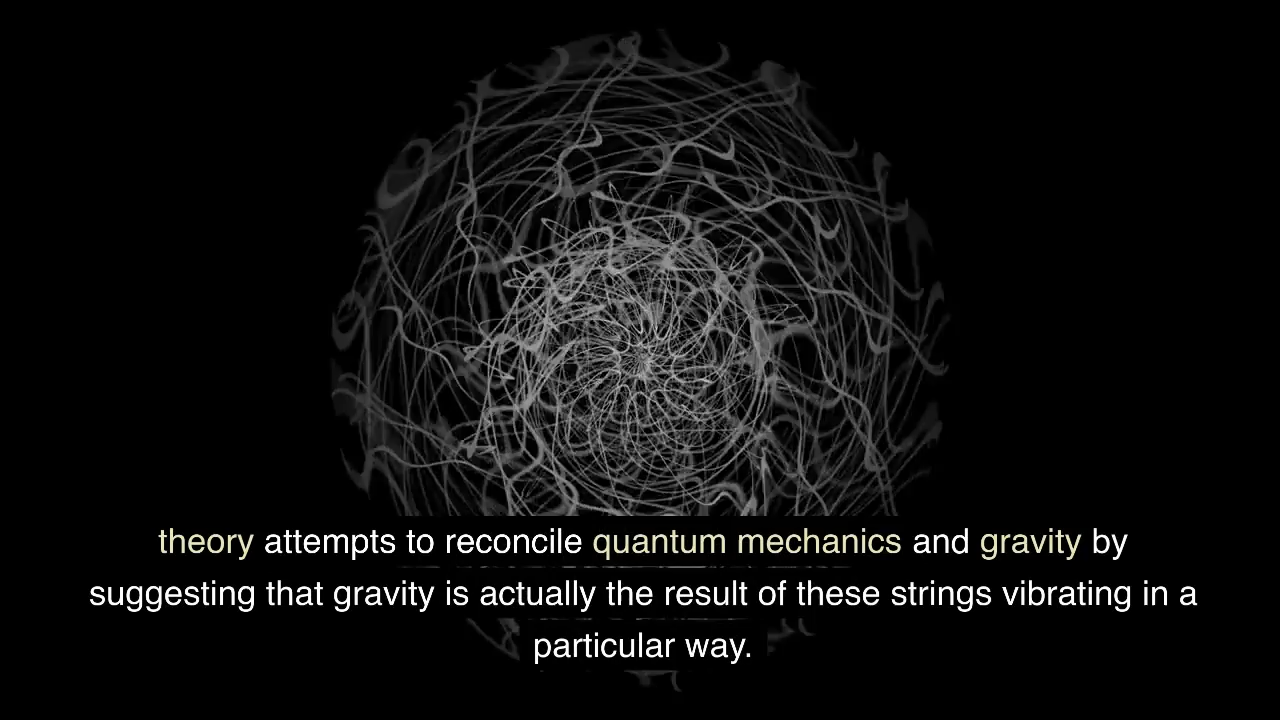 theory attempts to reconcile quantum mechanics and gravity by
suggesting that gravity is actually the result of these strings vibrating in a
particular way.